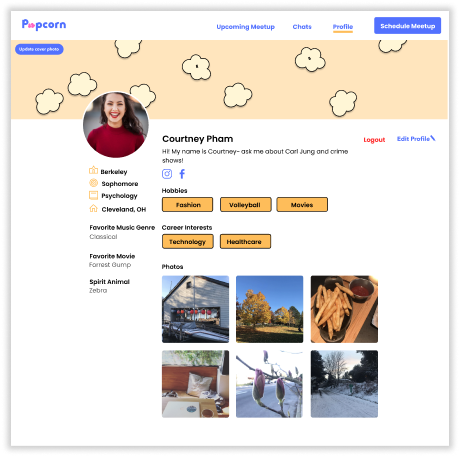 Popcorn
Upcoming Meetup
Chats
Profile
Schedule Meetup
Update cover photo
Courtney Pham
Logout
Edit Profile
Hi! My name is Courtney- ask me about Carl Jung and crime
shows!
Berkeley
Sophomore
Psychology
Cleveland, OH
Favorite Music Genre
Classical
Favorite Movie
Forrest Gump
Spirit Animal
Zebra
Hobbies
Fashion
Volleyball
Movies
Career Interests
Technology
Healthcare
Photos